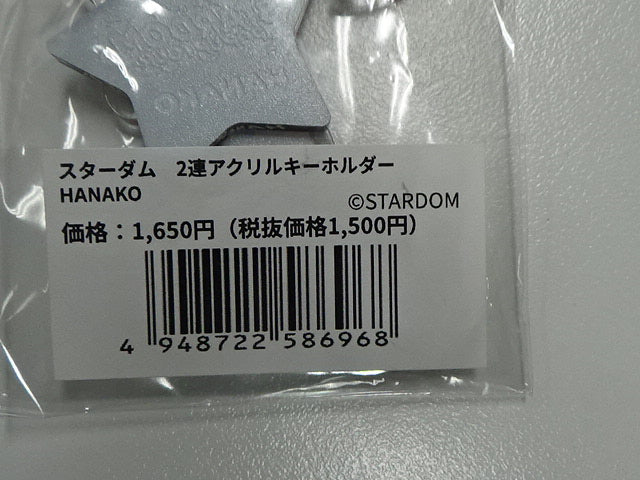 スターダム　2連アクリルキーホルダー
HANAKO
©STARDOM
価格：1,650円（税抜価格1,500円）
4 948722 586968